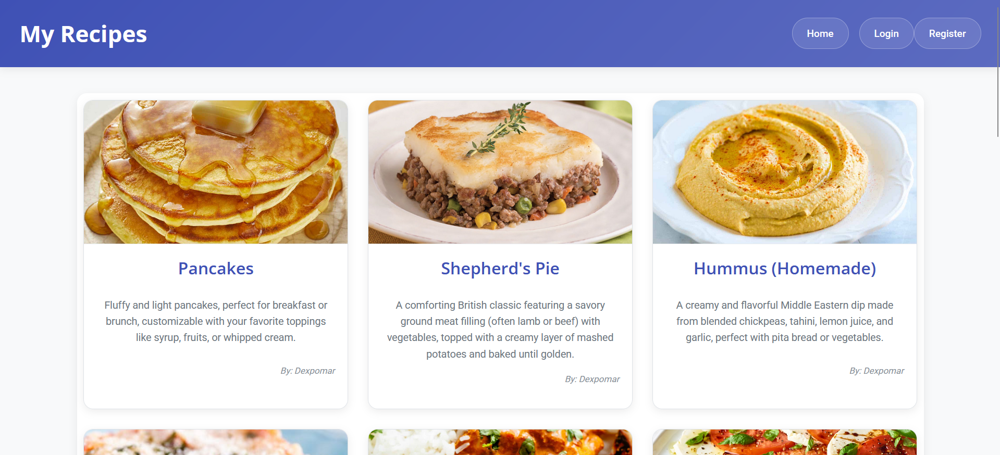 My Recipes
Home
Login
Register
Pancakes
Fluffy and light pancakes, perfect for breakfast or
brunch, customizable with your favorite toppings
like syrup, fruits, or whipped cream.
By: Dexpomar
Shepherd's Pie
A comforting British classic featuring a savory
ground meat filling (often lamb or beef) with
vegetables, topped with a creamy layer of mashed
potatoes and baked until golden.
By: Dexpomar
Hummus (Homemade)
A creamy and flavorful Middle Eastern dip made
from blended chickpeas, tahini, lemon juice, and
garlic, perfect with pita bread or vegetables.
By: Dexpomar